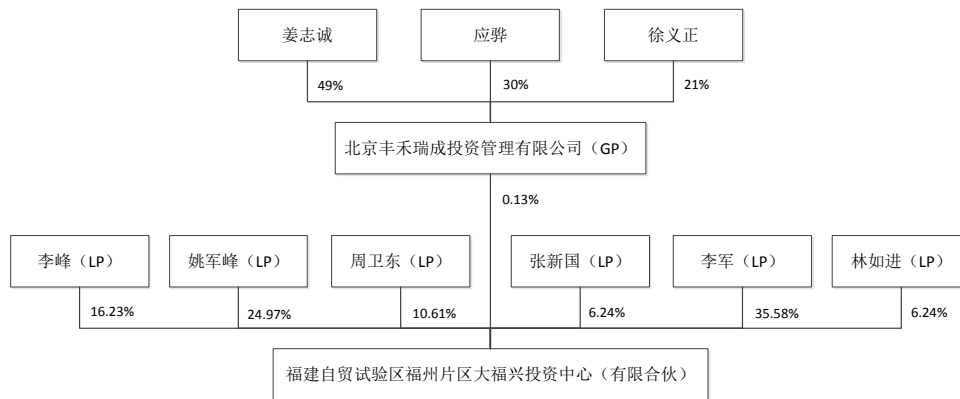 姜志诚
应骅
徐义正
49%
30%
21%
北京丰禾瑞成投资管理有限公司（GP）
0.13%
李峰（LP）
姚军峰（LP）
周卫东（LP）
张新国（LP）
李军（LP）
林如进（LP）
16.23%
24.97%
10.61%
6.24%
35.58%
6.24%
福建自贸试验区福州片区大福兴投资中心（有限合伙）